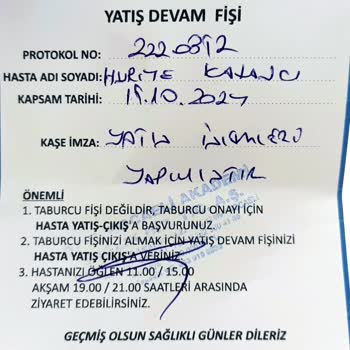 YATIŞ DEVAM FİŞİ
PROTOKOL NO: 2220392
HASTA ADI SOYADI: HURİYE
KAPSAM TARİHİ: 19.10.2024
KAŞE İMZA: YATIŞ İŞLEMLERİ
YAPILMIŞTIR
AKADEMİ
A.Ş.
ÖNEMLİ
1. TABURCU FİŞİ DEĞİLDİR, TABURCU ONAYI İÇİN
HASTA YATIŞ-ÇIKIŞ'A BAŞVURUNUZ.
2. TABURCU FİŞİNİZİ ALMAK İÇİN YATIŞ DEVAM FİŞİNİZİ
HASTA YATIŞ ÇIKIŞ'A VERİNİZ.
3. HASTANIZI ÖĞLEN 11.00 / 15.00
AKŞAM 19.00 / 21.00 SAATLERİ ARASINDA
ZİYARET EDEBİLİRSİNİZ.
GEÇMİŞ OLSUN SAĞLIKLI GÜNLER DİLERİZ